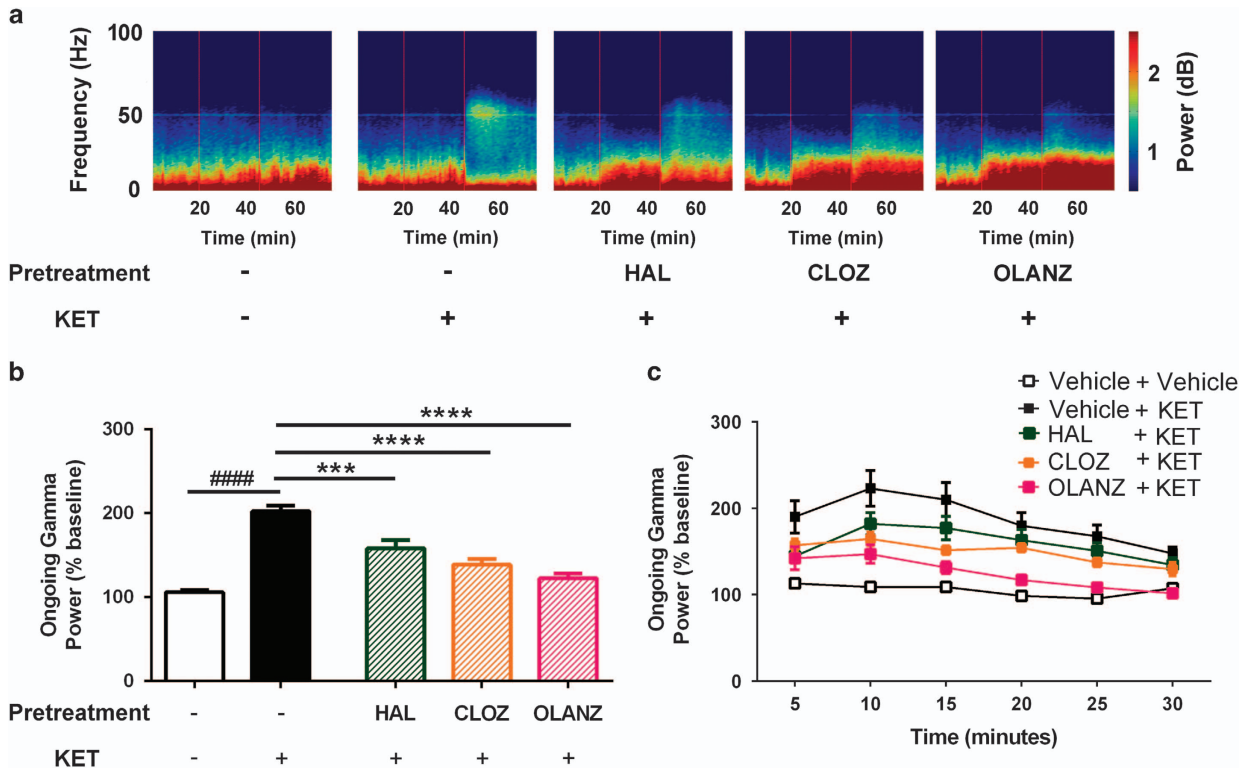 a
Frequency (Hz)
100
50
0
20 40 60
Time (min)
20 40 60
Time (min)
20 40 60
Time (min)
20 40 60
Time (min)
20 40 60
Time (min)
2
1
Power (dB)
Pretreatment - - HAL CLOZ OLANZ
KET - + + + +
b
Ongoing Gamma
Power (% baseline)
300
200
100
0
####
***
****
****
Pretreatment - - HAL CLOZ OLANZ
KET - + + + +
c
Vehicle + Vehicle
Vehicle + KET
HAL + KET
CLOZ + KET
OLANZ + KET
Ongoing Gamma
Power (% baseline)
300
200
100
0
5 10 15 20 25 30
Time (minutes)